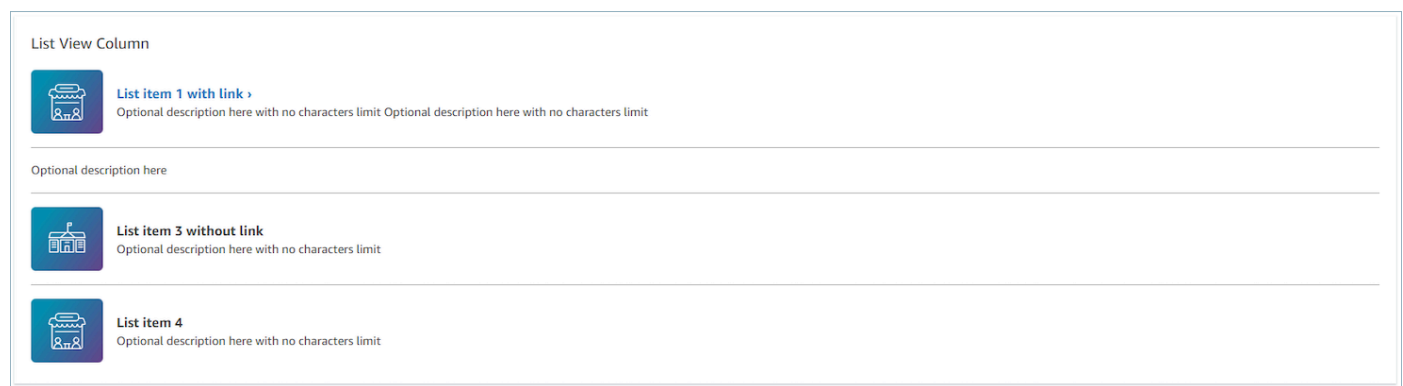 List View Column
List item 1 with link ›
Optional description here with no characters limit Optional description here with no characters limit
Optional description here
List item 3 without link
Optional description here with no characters limit
List item 4
Optional description here with no characters limit